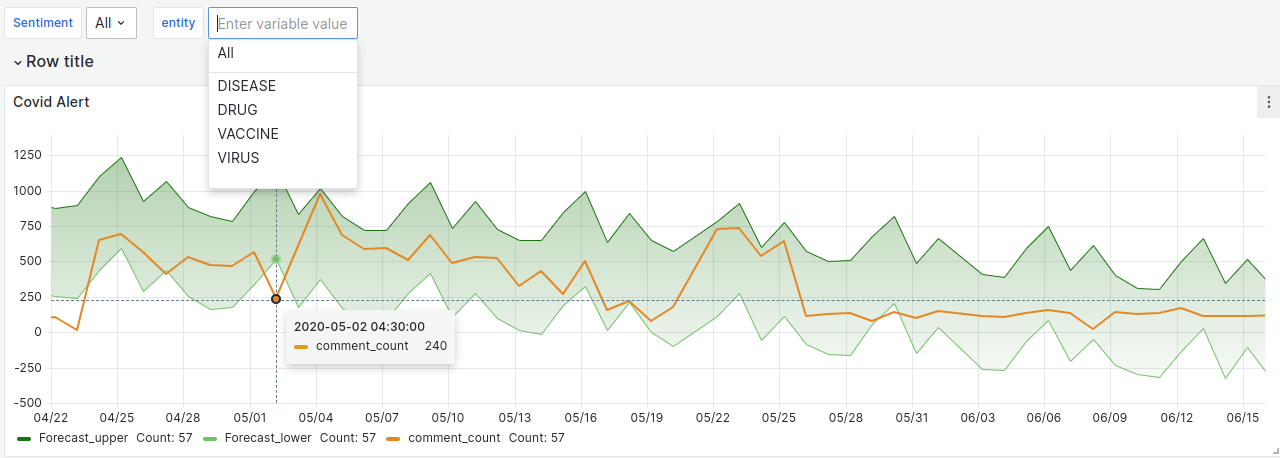 Sentiment All entity Enter variable value
All
Row title
DISEASE
Covid Alert
DRUG
VACCINE
VIRUS
1250
1000
750
500
250
0
-250
-500
2020-05-02 04:30:00
comment_count 240
04/22 04/25 04/28 05/01 05/04 05/07 05/10 05/13 05/16 05/19 05/22 05/25 05/28 05/31 06/03 06/06 06/09 06/12 06/15
Forecast_upper Count: 57 Forecast_lower Count: 57 comment_count Count: 57